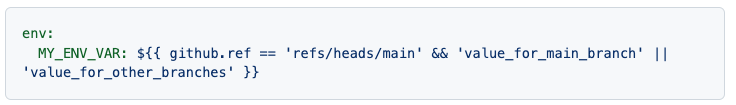 env:
  MY_ENV_VAR: ${{ github.ref == 'refs/heads/main' && 'value_for_main_branch' ||
'value_for_other_branches' }}